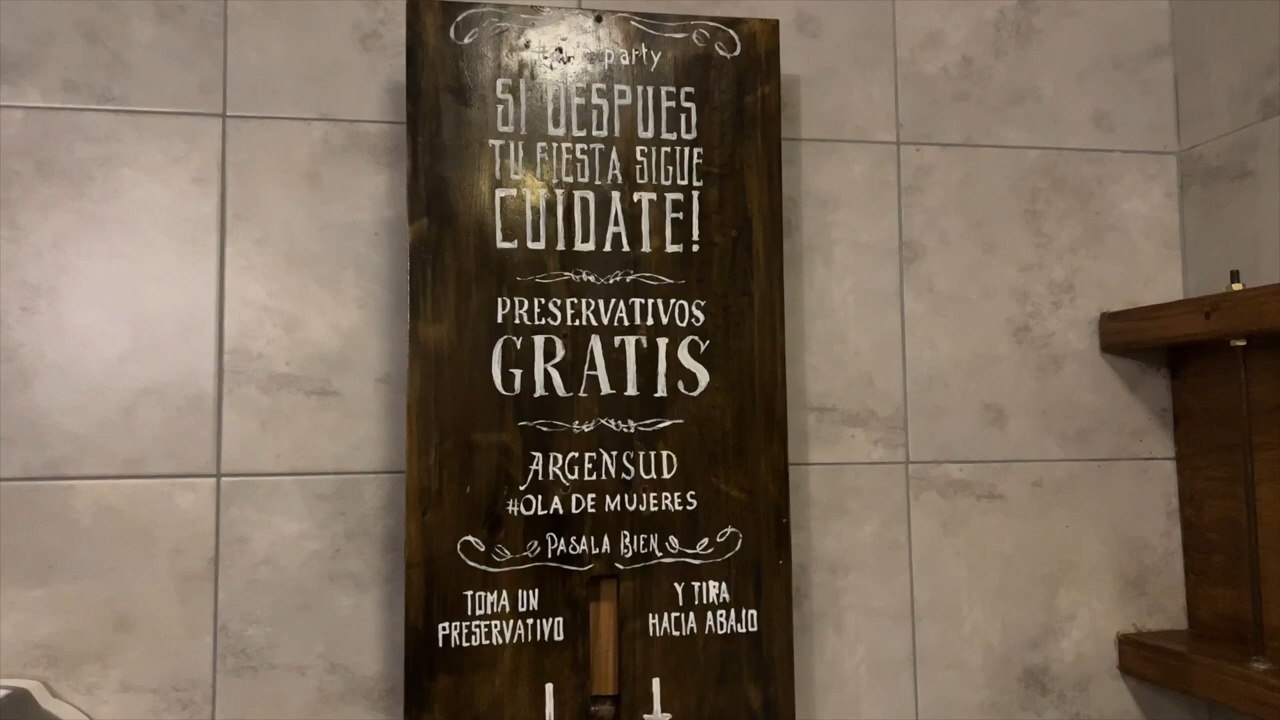 party
SI DESPUES
TU FIESTA SIGUE
CUIDATE!
PRESERVATIVOS
GRATIS
ARGENSUD
#OLA DE MUJERES
PASALA BIEN
TOMA UN
PRESERVATIVO
Y TIRA
HACIA ABAJO